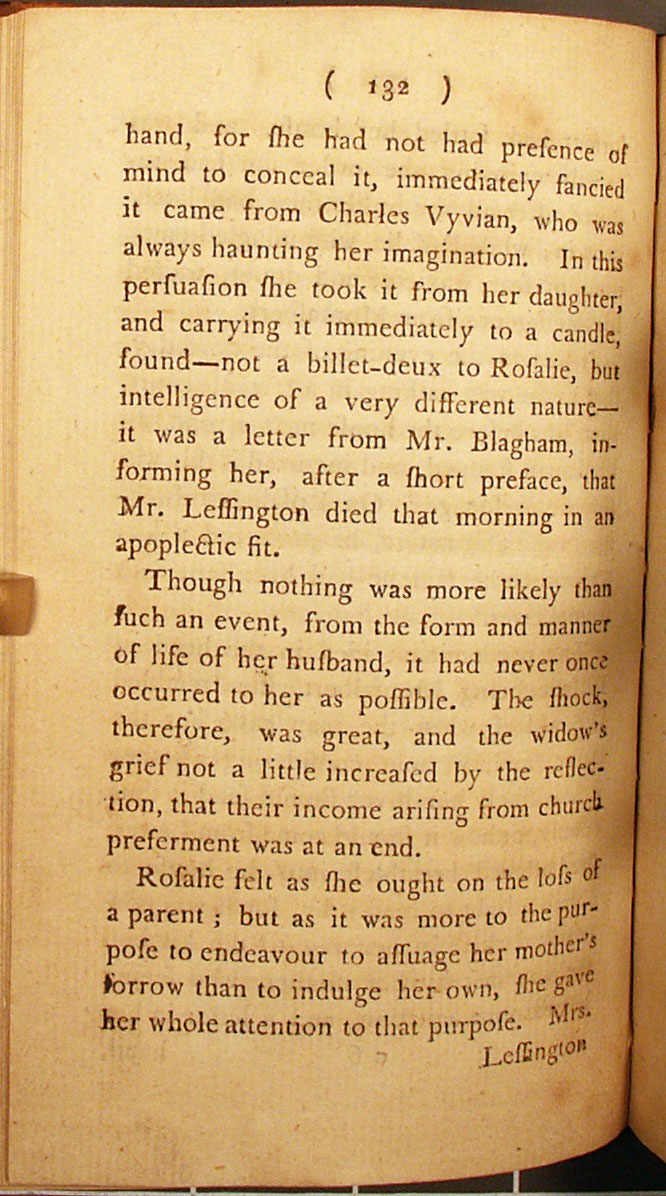 ( 132 )
hand, for ſhe had not had preſence of
mind to conceal it, immediately fancied
it came from Charles Vyvian, who was
always haunting her imagination. In this
perſuaſion ſhe took it from her daughter,
and carrying it immediately to a candle,
found—not a billet-deux to Roſalie, but
intelligence of a very different nature—
it was a letter from Mr. Blagham, in-
forming her, after a ſhort preface, that
Mr. Leſſington died that morning in an
apoplectic fit.
Though nothing was more likely than
ſuch an event, from the form and manner
of life of her huſband, it had never once
occurred to her as poſſible. The ſhock,
therefore, was great, and the widow's
grief not a little increaſed by the reflec-
tion, that their income ariſing from church
preferment was at an end.
Roſalie felt as ſhe ought on the loſs of
a parent ; but as it was more to the pur-
poſe to endeavour to aſſuage her mother's
ſorrow than to indulge her own, ſhe gave
her whole attention to that purpoſe. Mrs.
Leſſington